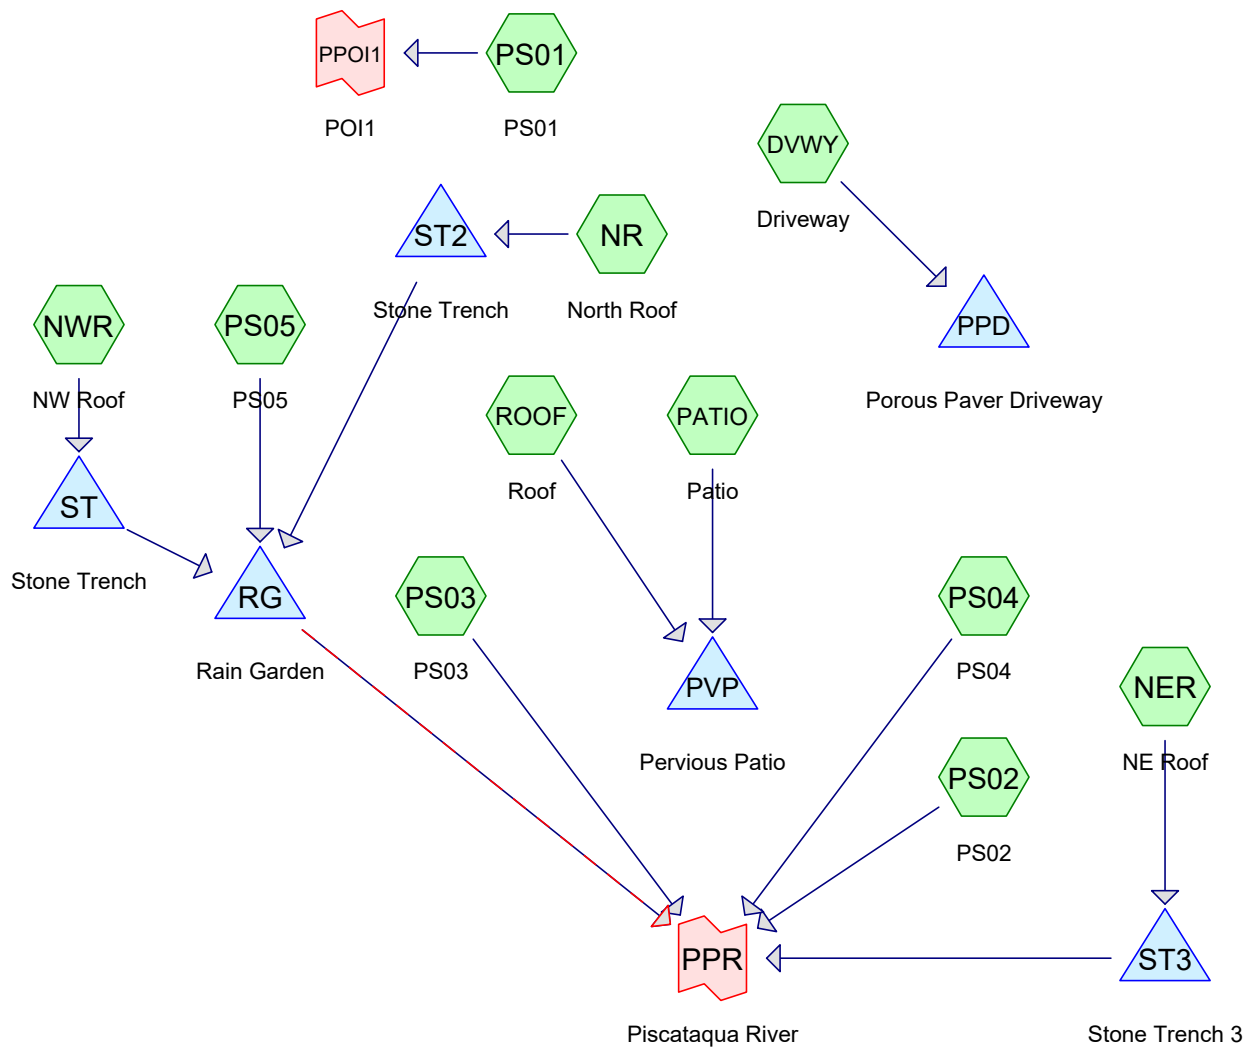 PPOI1
PS01
POI1
PS01
DVWY
Driveway
ST2
NR
Stone Trench
North Roof
NWR
PS05
PPD
NW Roof
PS05
Porous Paver Driveway
ROOF
PATIO
Roof
Patio
ST
Stone Trench
RG
PS03
PS04
Rain Garden
PS03
PS04
PVP
NER
Pervious Patio
NE Roof
PS02
PS02
PPR
ST3
Piscataqua River
Stone Trench 3